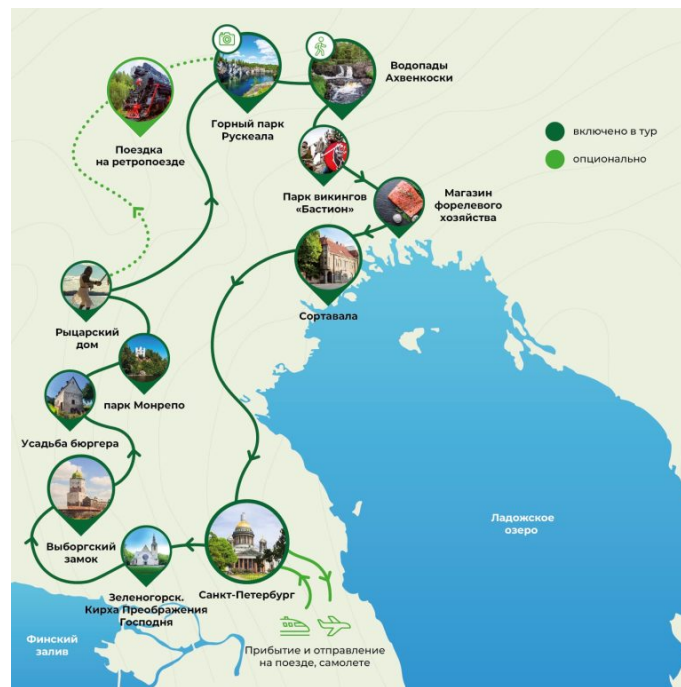 Водопады
Ахвенкоски
Горный парк
Рускеала
Поездка
на ретропоезде
включено в тур
опционально
Парк викингов
«Бастион»
Магазин
форелевого
хозяйства
Сортавала
Рыцарский
дом
парк Монрепо
Усадьба бюргера
Выборгский
замок
Ладожское
озеро
Зеленогорск.
Кирха Преображения
Господня
Санкт-Петербург
Финский
залив
Прибытие и отправление
на поезде, самолете